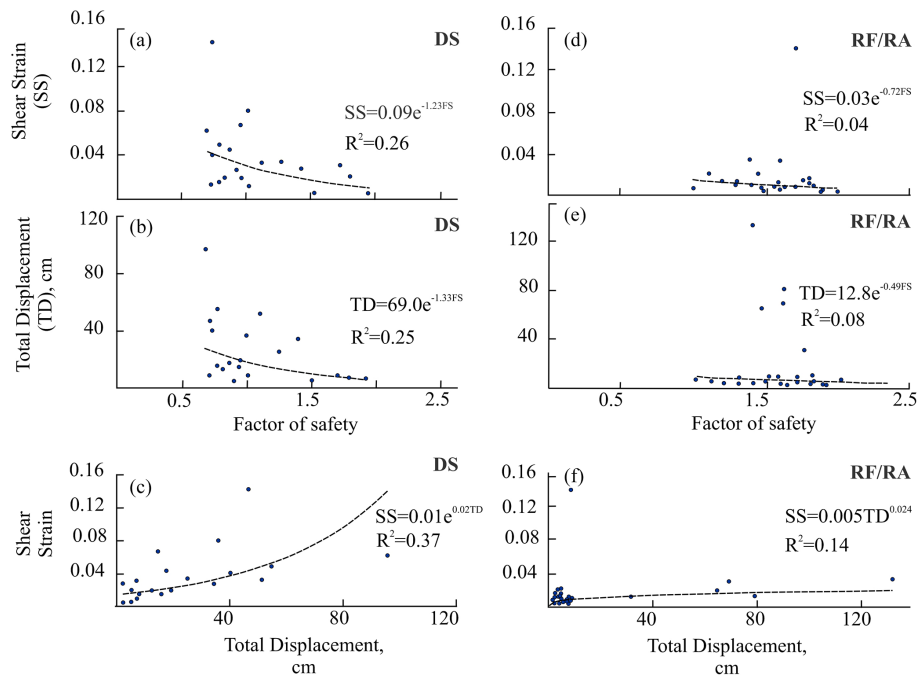 (a)
DS
0.16
0.12
0.08
0.04
Shear Strain
(SS)
SS=0.09e^-1.23FS
R²=0.26
(d)
RF/RA
0.16
0.12
0.08
0.04
SS=0.03e^-0.72FS
R²=0.04
(b)
DS
120
80
40
Total Displacement
(TD), cm
TD=69.0e^-1.33FS
R²=0.25
0.5
1.5
2.5
Factor of safety
(e)
RF/RA
120
80
40
TD=12.8e^-0.49FS
R²=0.08
0.5
1.5
2.5
Factor of safety
(c)
DS
0.16
0.12
0.08
0.04
Shear
Strain
SS=0.01e^0.02TD
R²=0.37
40
80
120
Total Displacement,
cm
(f)
RF/RA
0.16
0.12
0.08
0.04
SS=0.005TD^0.024
R²=0.14
40
80
120
Total Displacement,
cm